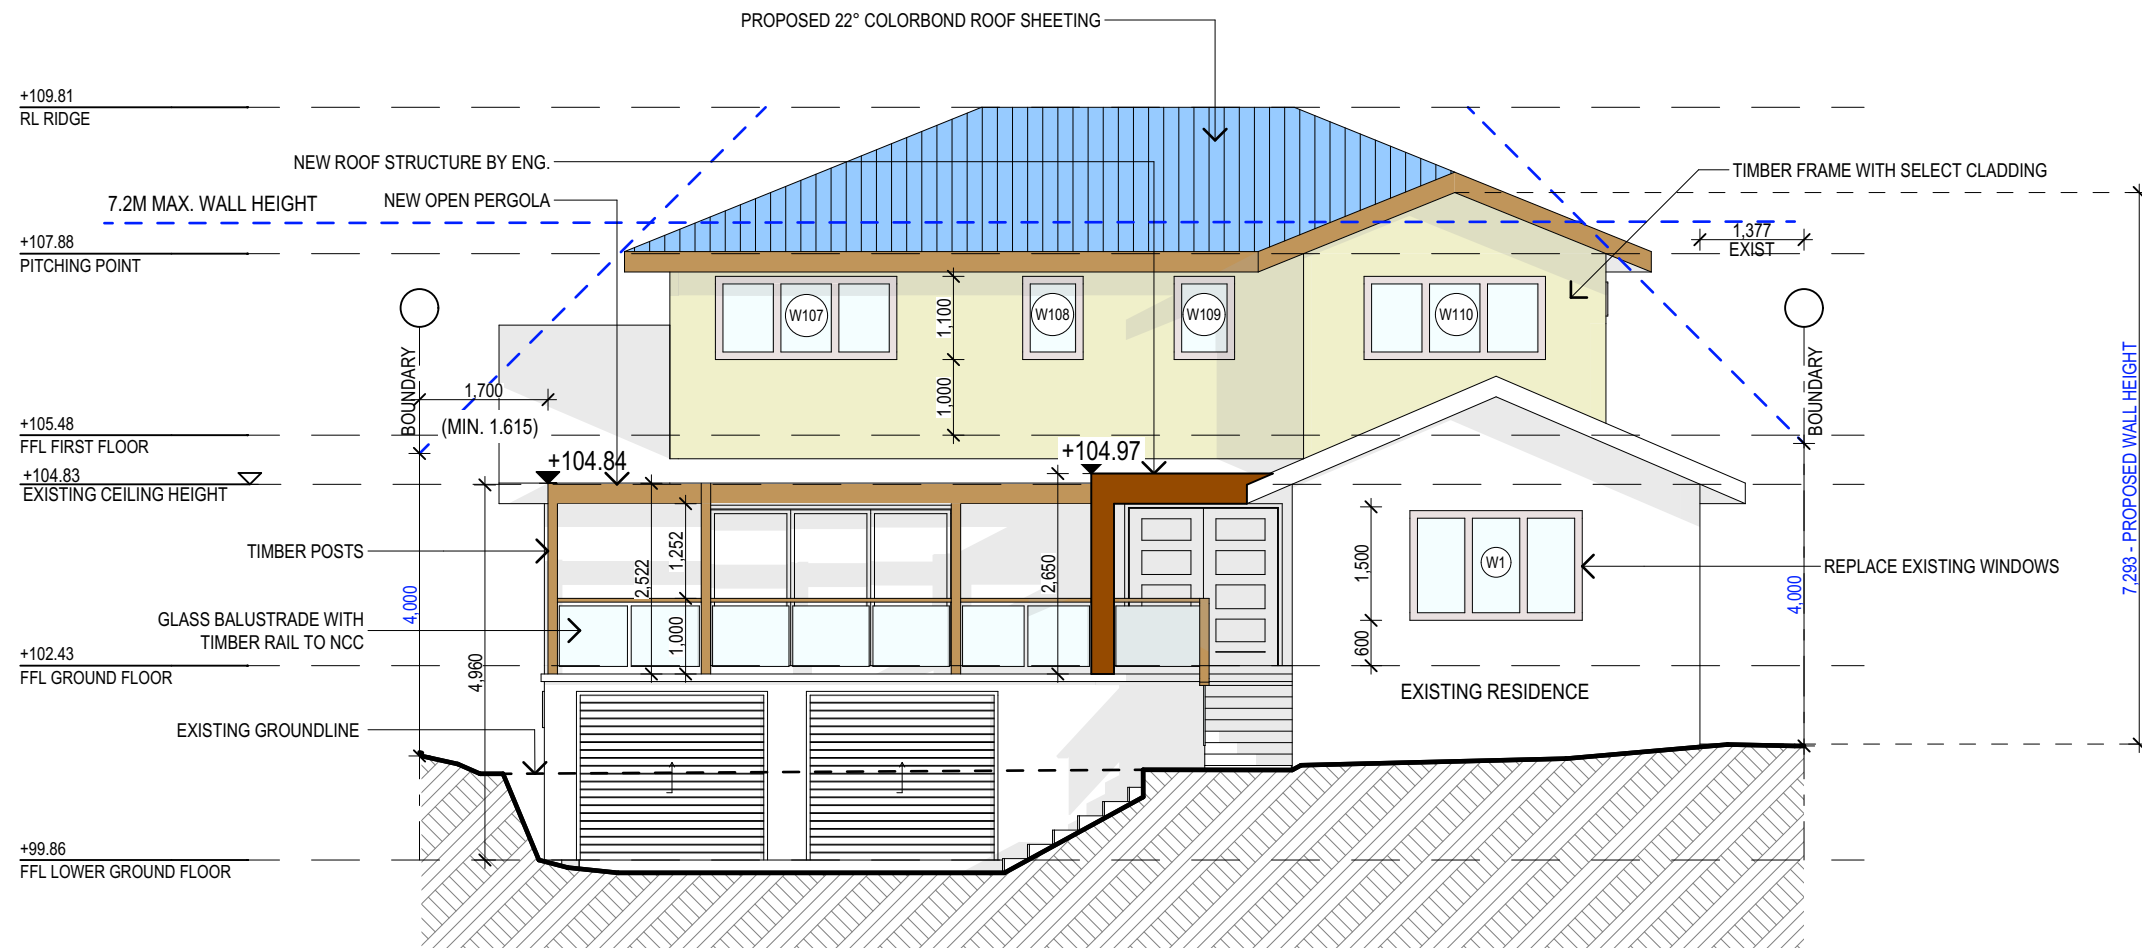 PROPOSED 22° COLORBOND ROOF SHEETING
+109.81
RL RIDGE
NEW ROOF STRUCTURE BY ENG.
TIMBER FRAME WITH SELECT CLADDING
7.2M MAX. WALL HEIGHT
NEW OPEN PERGOLA
+107.88
PITCHING POINT
1,377
EXIST
W107
W108
W109
W110
1,100
1,000
BOUNDARY
BOUNDARY
1,700
(MIN. 1.615)
+105.48
FFL FIRST FLOOR
+104.83
EXISTING CEILING HEIGHT
+104.84
+104.97
7,293 - PROPOSED WALL HEIGHT
TIMBER POSTS
1,252
2,522
2,650
1,500
W1
REPLACE EXISTING WINDOWS
4,000
4,000
GLASS BALUSTRADE WITH
TIMBER RAIL TO NCC
1,000
600
+102.43
FFL GROUND FLOOR
4,960
EXISTING RESIDENCE
EXISTING GROUNDLINE
+99.86
FFL LOWER GROUND FLOOR